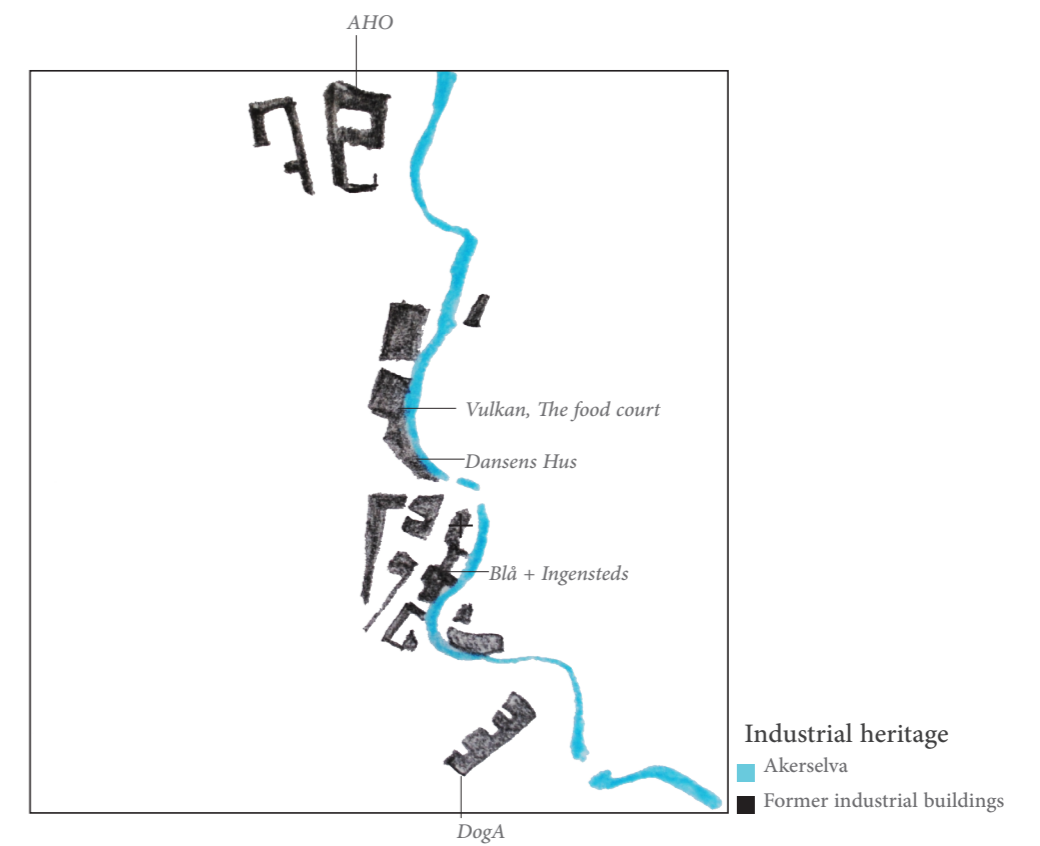 AHO
Vulkan, The food court
Dansens Hus
Blå + Ingensteds
Industrial heritage
Akerselva
Former industrial buildings
DogA